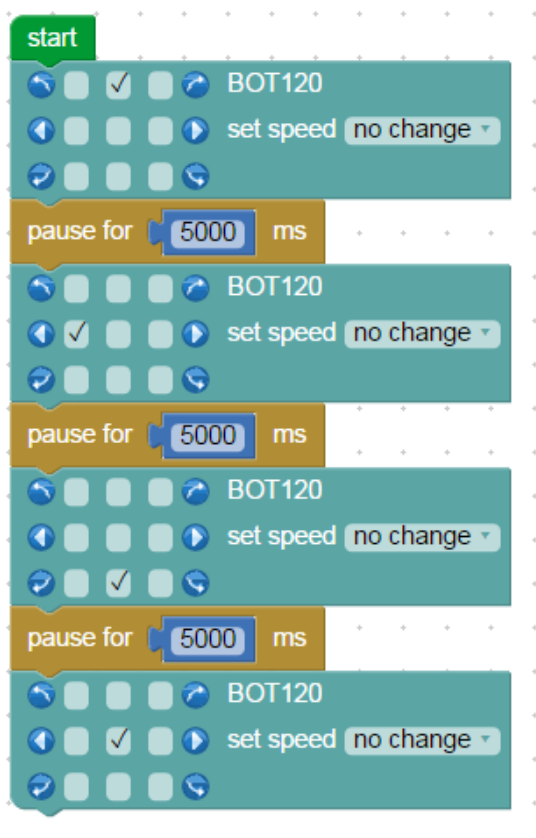 start
BOT120
set speed no change
pause for 5000 ms
BOT120
set speed no change
pause for 5000 ms
BOT120
set speed no change
pause for 5000 ms
BOT120
set speed no change